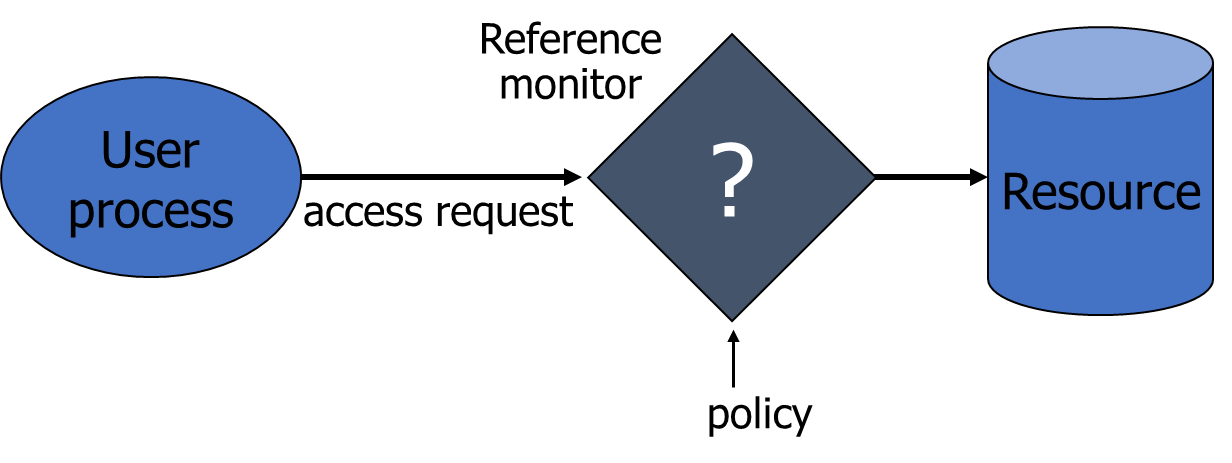 Reference
monitor
User
process
access request
?
Resource
policy